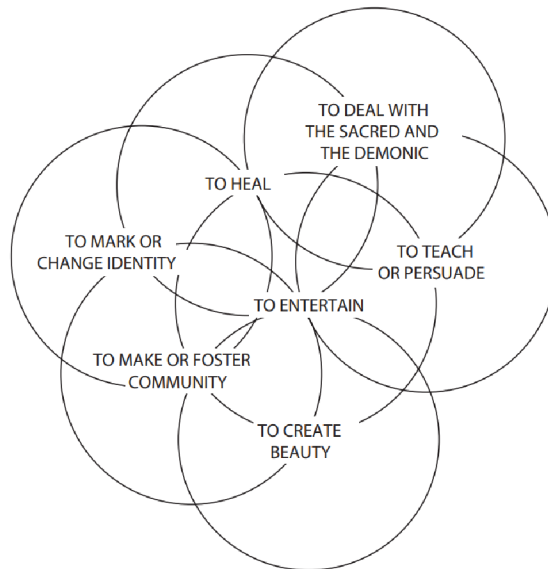 TO DEAL WITH
THE SACRED AND
THE DEMONIC
TO HEAL
TO MARK OR
CHANGE IDENTITY
TO TEACH
OR PERSUADE
TO ENTERTAIN
TO MAKE OR FOSTER
COMMUNITY
TO CREATE
BEAUTY